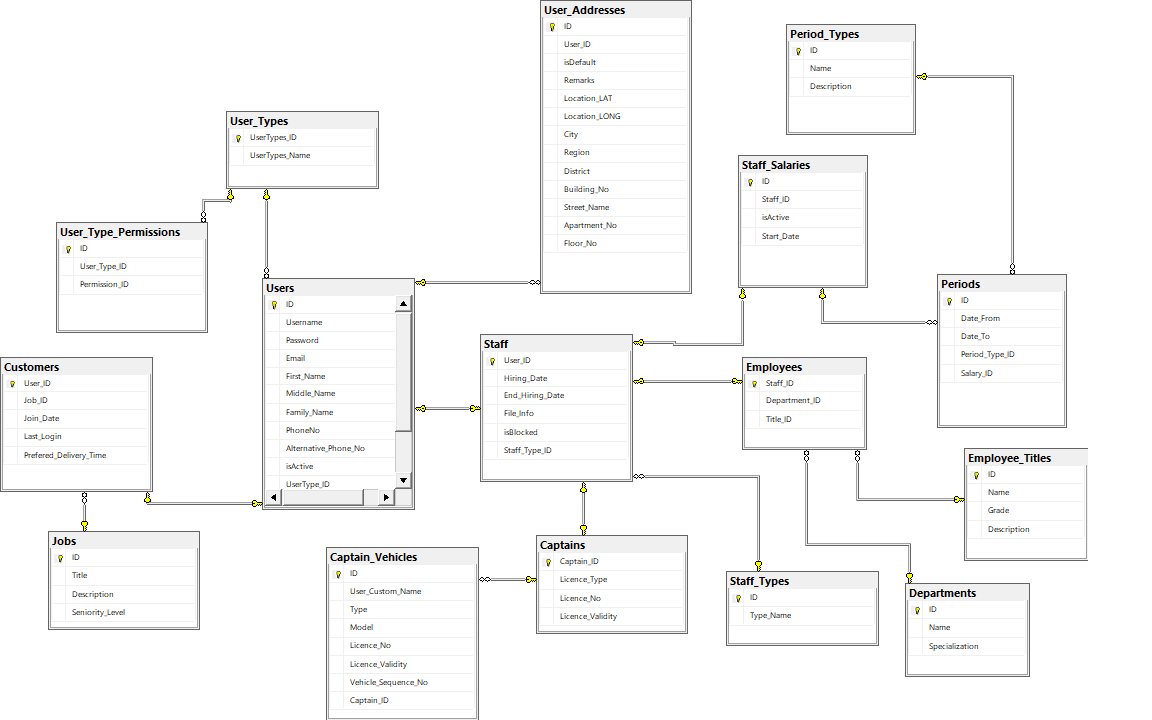 User_Addresses
ID
User_ID
isDefault
Remarks
Location_LAT
Location_LONG
City
Region
District
Building_No
Street_Name
Apartment_No
Floor_No
Period_Types
ID
Name
Description
User_Types
UserTypes_ID
UserTypes_Name
Staff_Salaries
ID
Staff_ID
isActive
Start_Date
User_Type_Permissions
ID
User_Type_ID
Permission_ID
Users
ID
Username
Password
Email
First_Name
Middle_Name
Family_Name
PhoneNo
Alternative_Phone_No
isActive
UserType_ID
Periods
ID
Date_From
Date_To
Period_Type_ID
Salary_ID
Staff
User_ID
Hiring_Date
End_Hiring_Date
File_Info
isBlocked
Staff_Type_ID
Customers
User_ID
Job_ID
Join_Date
Last_Login
Prefered_Delivery_Time
Employees
Staff_ID
Department_ID
Title_ID
Employee_Titles
ID
Name
Grade
Description
Jobs
ID
Title
Description
Seniority_Level
Captain_Vehicles
ID
User_Custom_Name
Type
Model
Licence_No
Licence_Validity
Vehicle_Sequence_No
Captain_ID
Captains
Captain_ID
Licence_Type
Licence_No
Licence_Validity
Staff_Types
ID
Type_Name
Departments
ID
Name
Specialization